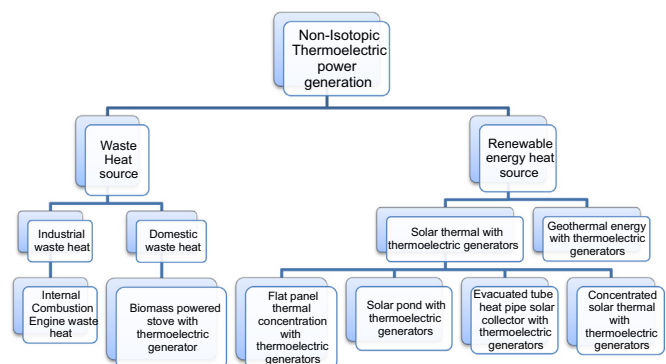 Non-Isotopic
Thermoelectric
power
generation
Waste
Heat
source
Renewable
energy heat
source
Industrial
waste heat
Domestic
waste heat
Solar thermal with
thermoelectric generators
Geothermal energy
with thermoelectric
generators
Internal
Combustion
Engine waste
heat
Biomass powered
stove with
thermoelectric
generator
Flat panel
thermal
concentration with
thermoelectric
generators
Solar pond with
thermoelectric
generators
Evacuated tube
heat pipe solar
collector with
thermoelectric
generators
Concentrated
solar thermal with
thermoelectric
generators